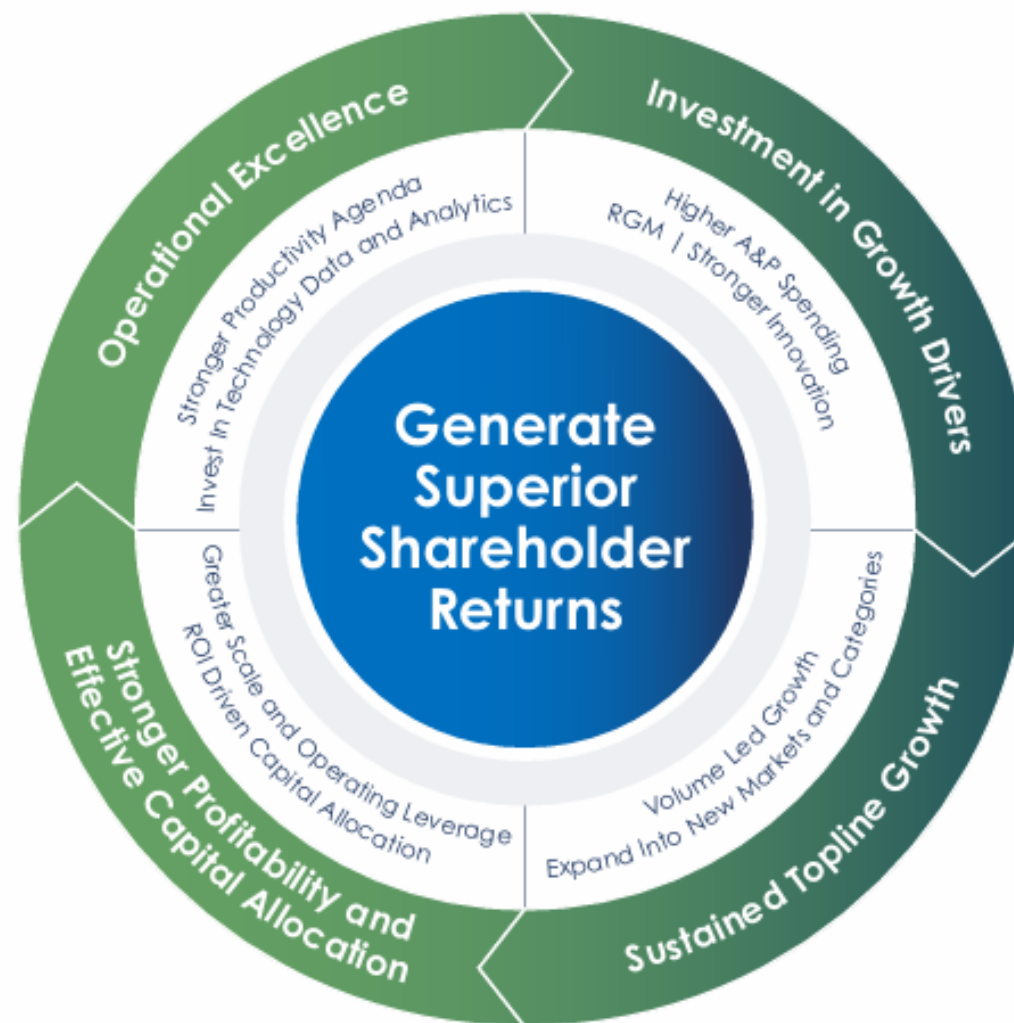 Operational Excellence
Stronger Productivity Agenda
Invest In Technology Data and Analytics
Investment in Growth Drivers
Higher A&P Spending
RGM | Stronger Innovation
Generate
Superior
Shareholder
Returns
Volume Led Growth
Expand Into New Markets and Categories
Sustained Topline Growth
Greater Scale and Operating Leverage
ROI Driven Capital Allocation
Stronger Profitability and
Effective Capital Allocation